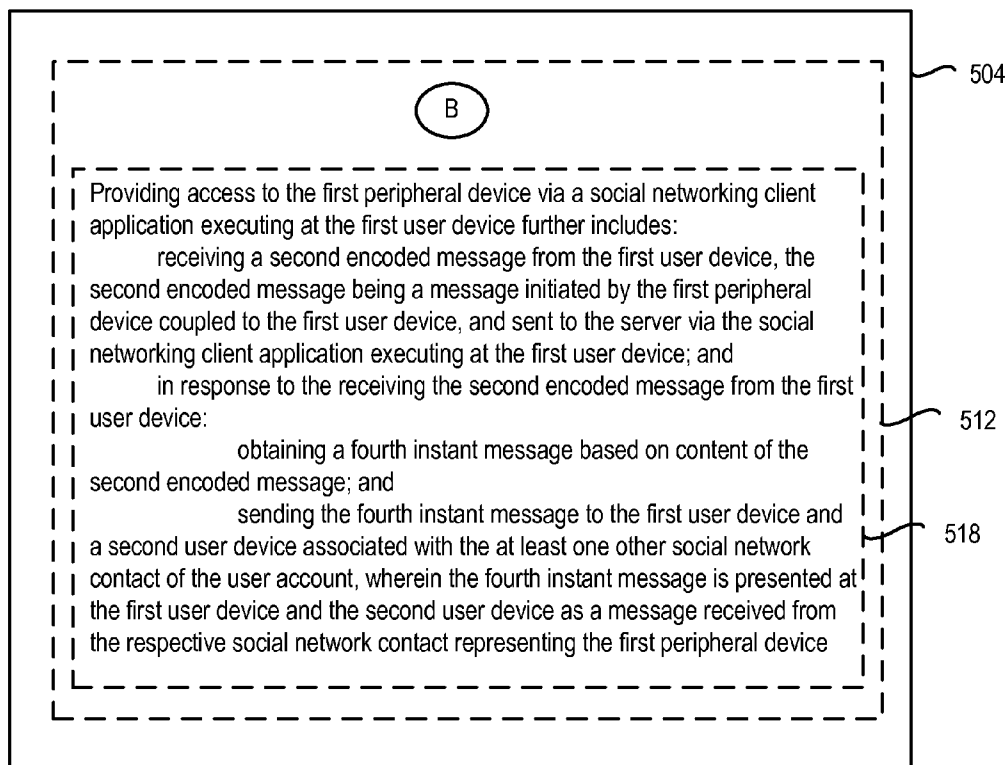 504
B
Providing access to the first peripheral device via a social networking client
application executing at the first user device further includes:
receiving a second encoded message from the first user device, the
second encoded message being a message initiated by the first peripheral
device coupled to the first user device, and sent to the server via the social
networking client application executing at the first user device; and
in response to the receiving the second encoded message from the first
user device:
512
obtaining a fourth instant message based on content of the
second encoded message; and
sending the fourth instant message to the first user device and
518
a second user device associated with the at least one other social network
contact of the user account, wherein the fourth instant message is presented at
the first user device and the second user device as a message received from
the respective social network contact representing the first peripheral device